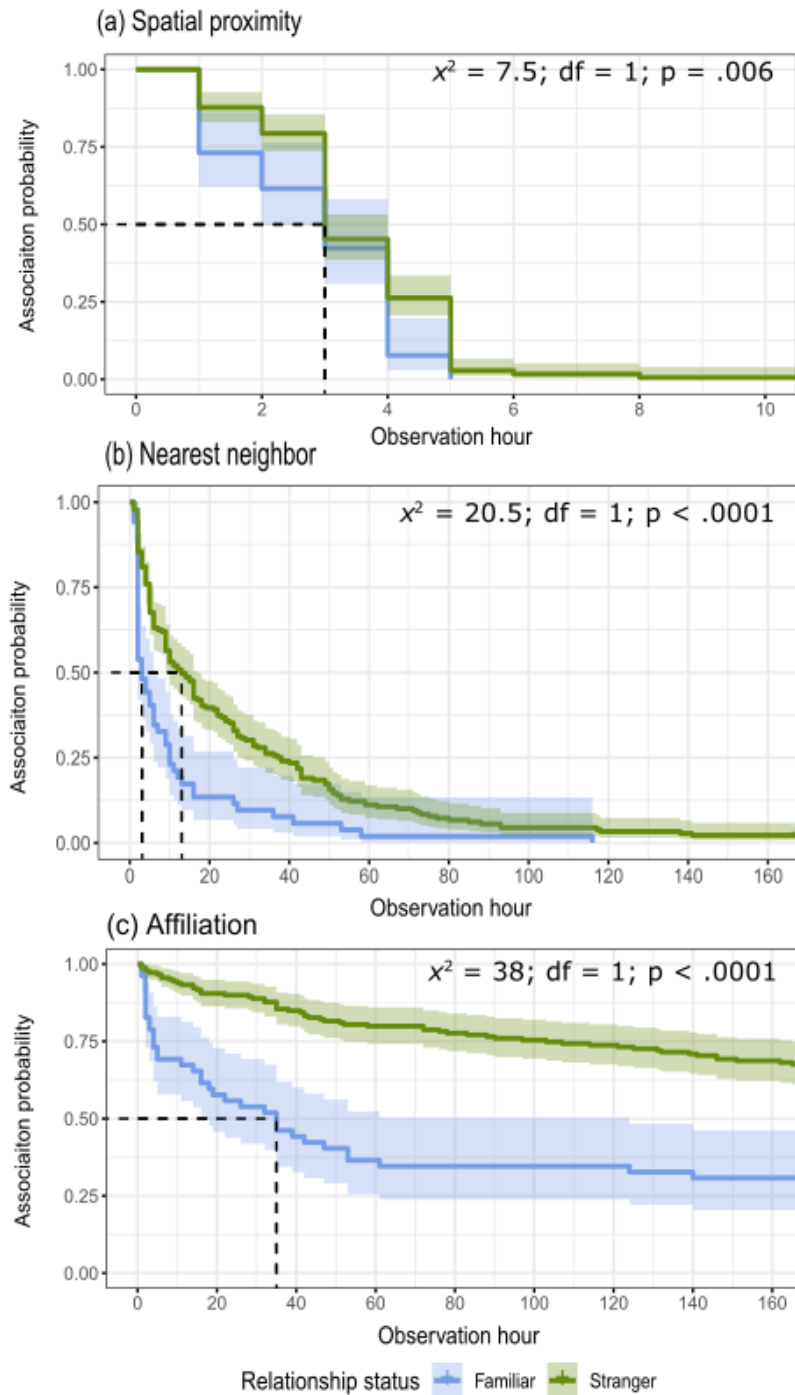 (a) Spatial proximity
x² = 7.5; df = 1; p = .006
Associaiton probability
1.00
0.75
0.50
0.25
0.00
0 2 4 6 8 10
Observation hour
(b) Nearest neighbor
x² = 20.5; df = 1; p < .0001
Associaiton probability
1.00
0.75
0.50
0.25
0.00
0 20 40 60 80 100 120 140 160
Observation hour
(c) Affiliation
x² = 38; df = 1; p < .0001
Associaiton probability
1.00
0.75
0.50
0.25
0.00
0 20 40 60 80 100 120 140 160
Observation hour
Relationship status Familiar Stranger